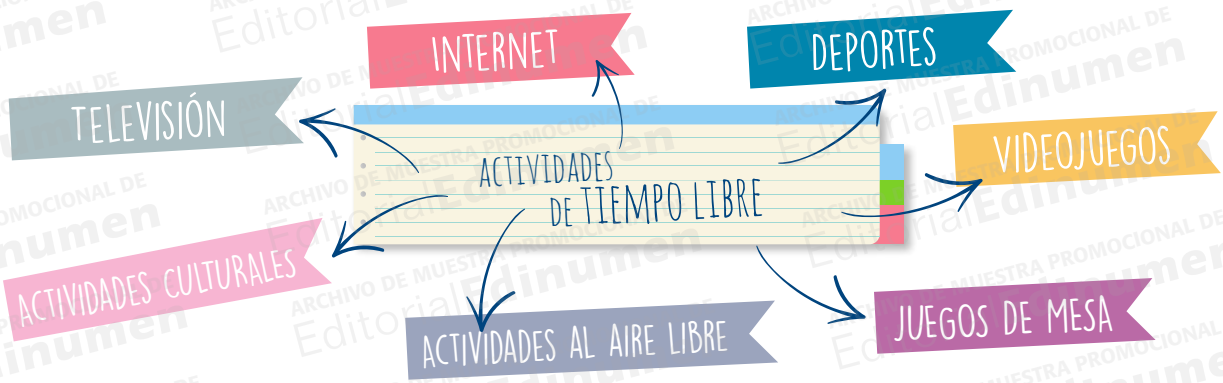 INTERNET
DEPORTES
TELEVISIÓN
VIDEOJUEGOS
ACTIVIDADES
DE TIEMPO LIBRE
ACTIVIDADES CULTURALES
ACTIVIDADES AL AIRE LIBRE
JUEGOS DE MESA
ARCHIVO DE MUESTRA PROMOCIONAL DE
Editorial Edinumen